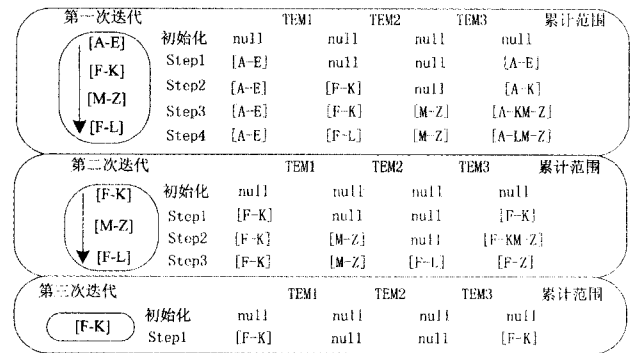 第一次迭代 TEM1 TEM2 TEM3 累计范围
[A-E] 初始化 null null null null
[F-K] Step1 [A-E] null null [A-E]
[M-Z] Step2 [A-E] [F-K] null [A-K]
Step3 [A-E] [F-K] [M-Z] [A-KM-Z]
[F-L] Step4 [A-E] [F-L] [M-Z] [A-LM-Z]
第二次迭代 TEM1 TEM2 TEM3 累计范围
[F-K] 初始化 null null null null
[M-Z] Step1 [F-K] null null [F-K]
Step2 [F-K] [M-Z] null [F-KM-Z]
[F-L] Step3 [F-K] [M-Z] [F-L] [F-Z]
第三次迭代 TEM1 TEM2 TEM3 累计范围
[F-K] 初始化 null null null null
Step1 [F-K] null null [F-K]